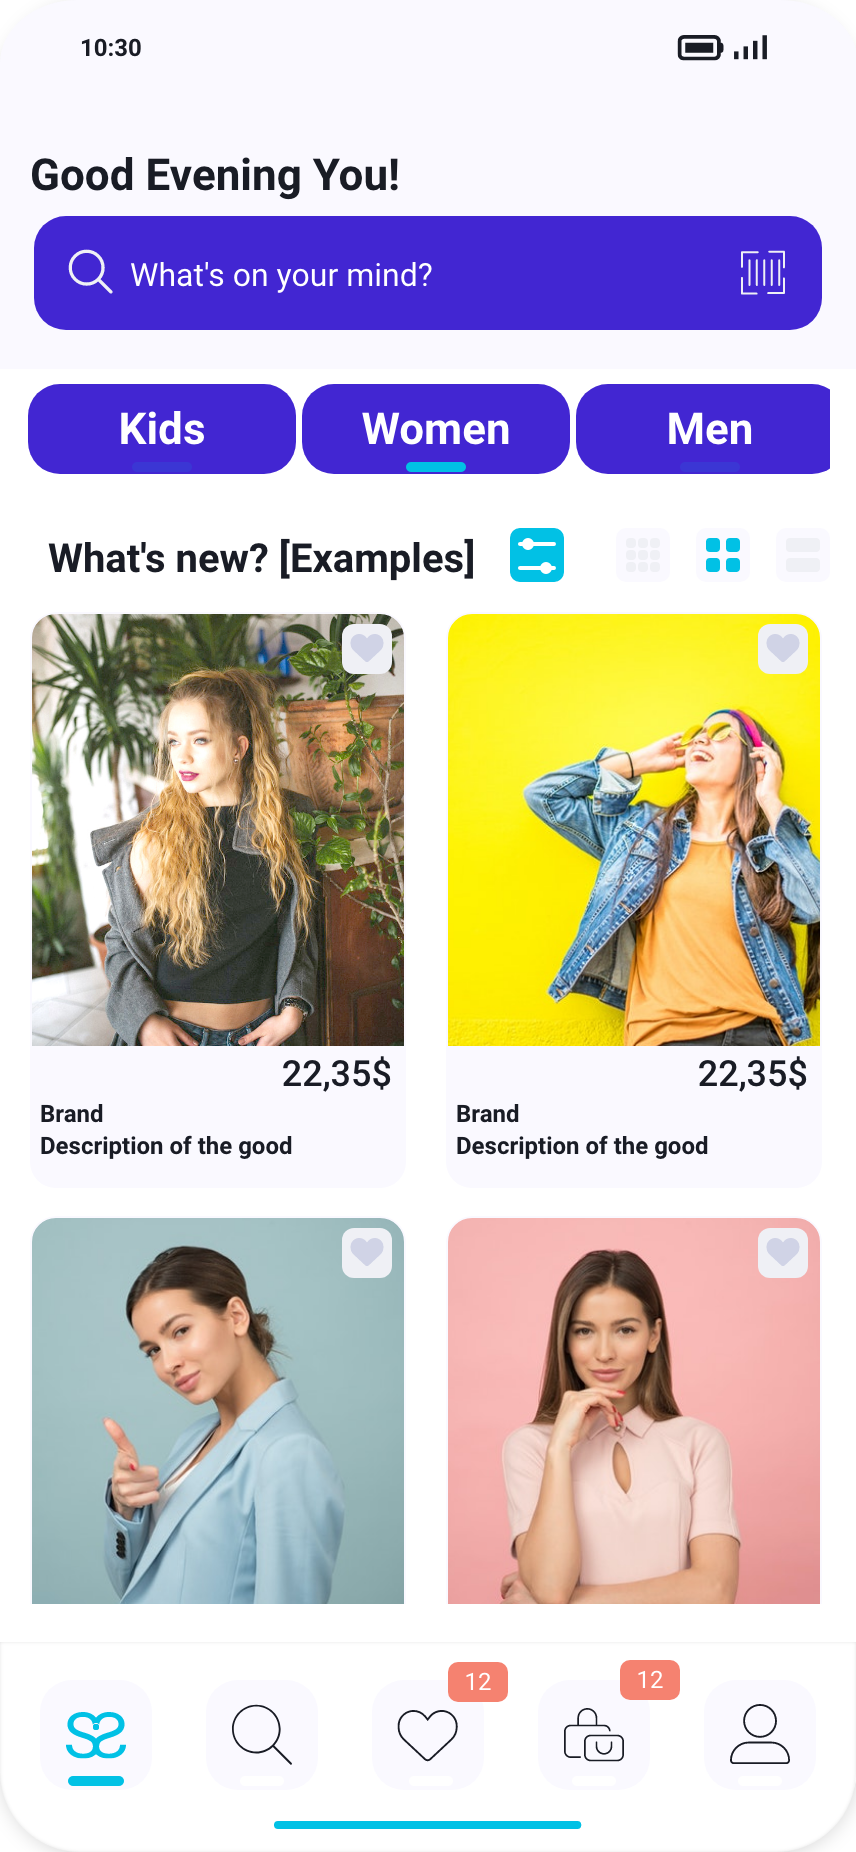 10:30
Good Evening You!
What's on your mind?
Kids
Women
Men
What's new? [Examples]
22,35$
Brand
Description of the good
22,35$
Brand
Description of the good
12
12